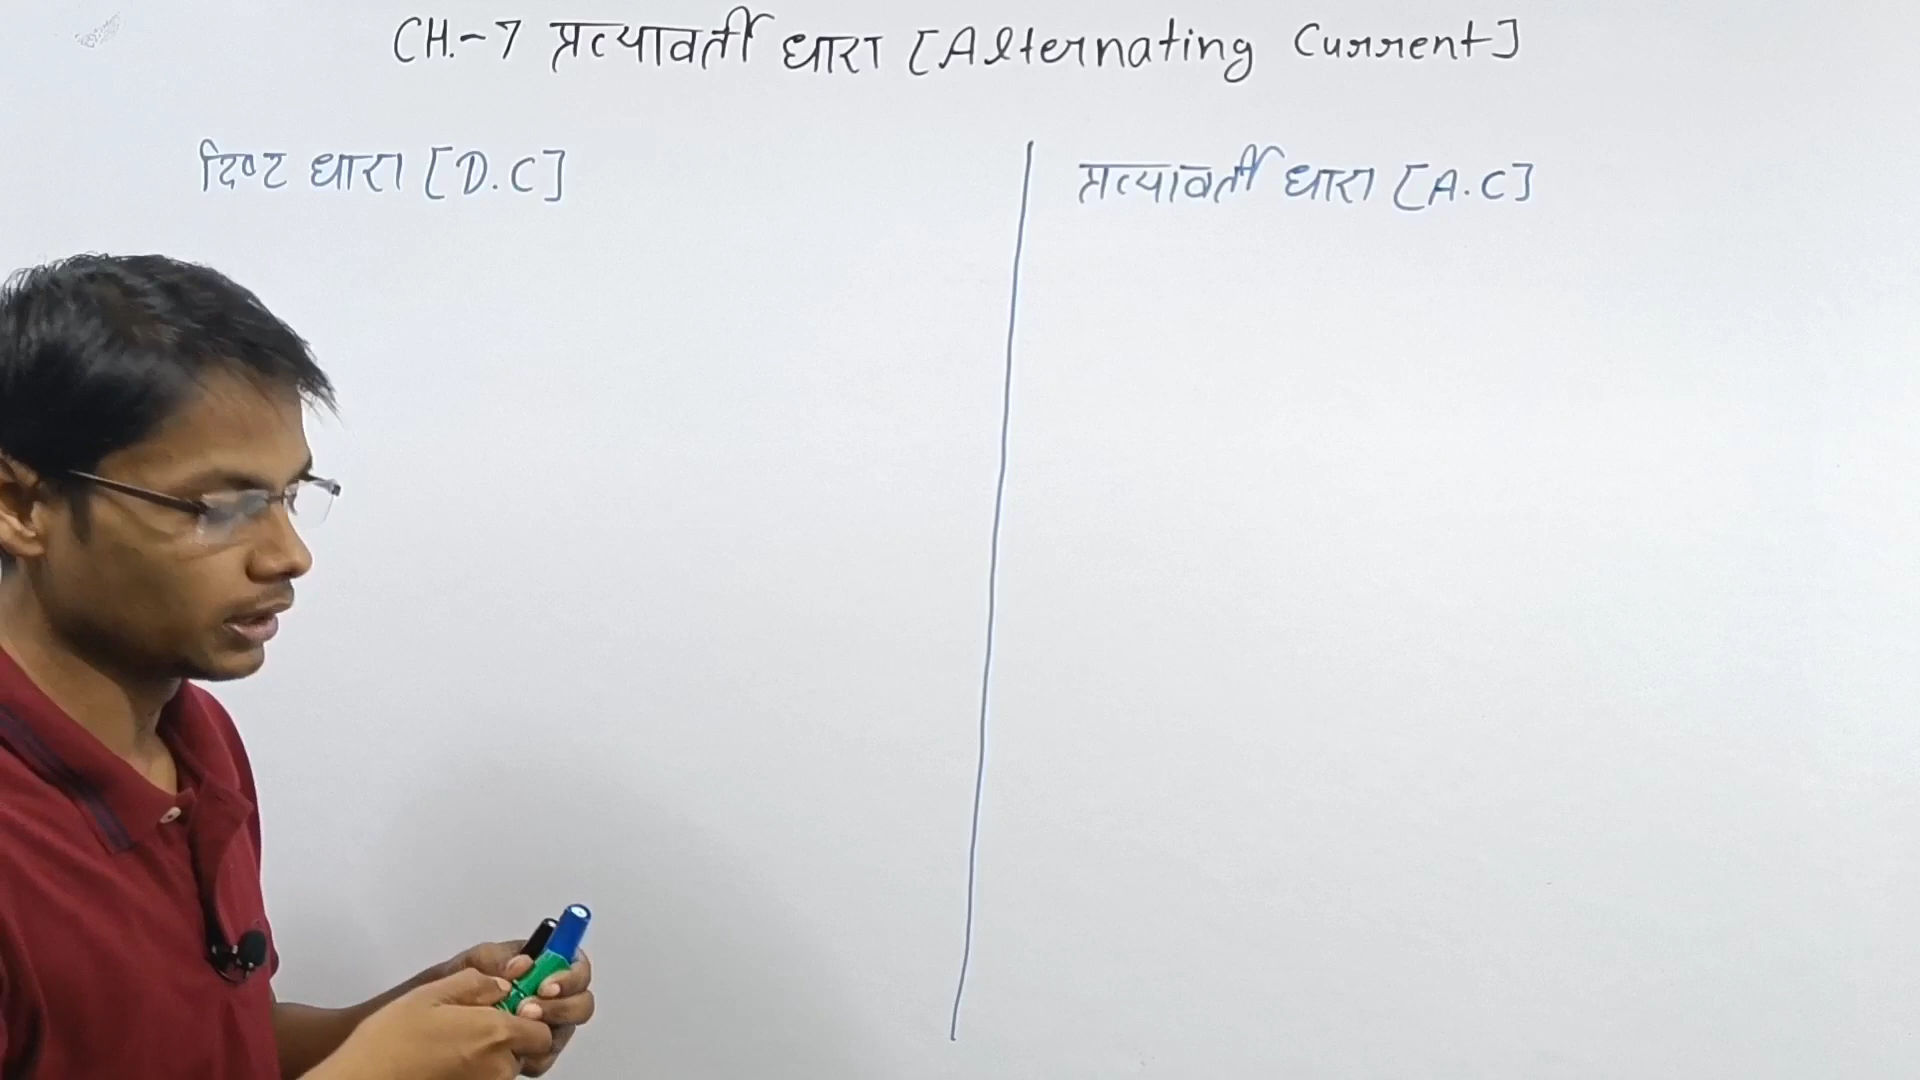 CH.-7 प्रत्यावर्ती धारा [Alternating Current]
दिष्ट धारा [D.C]
प्रत्यावर्ती धारा [A.C]